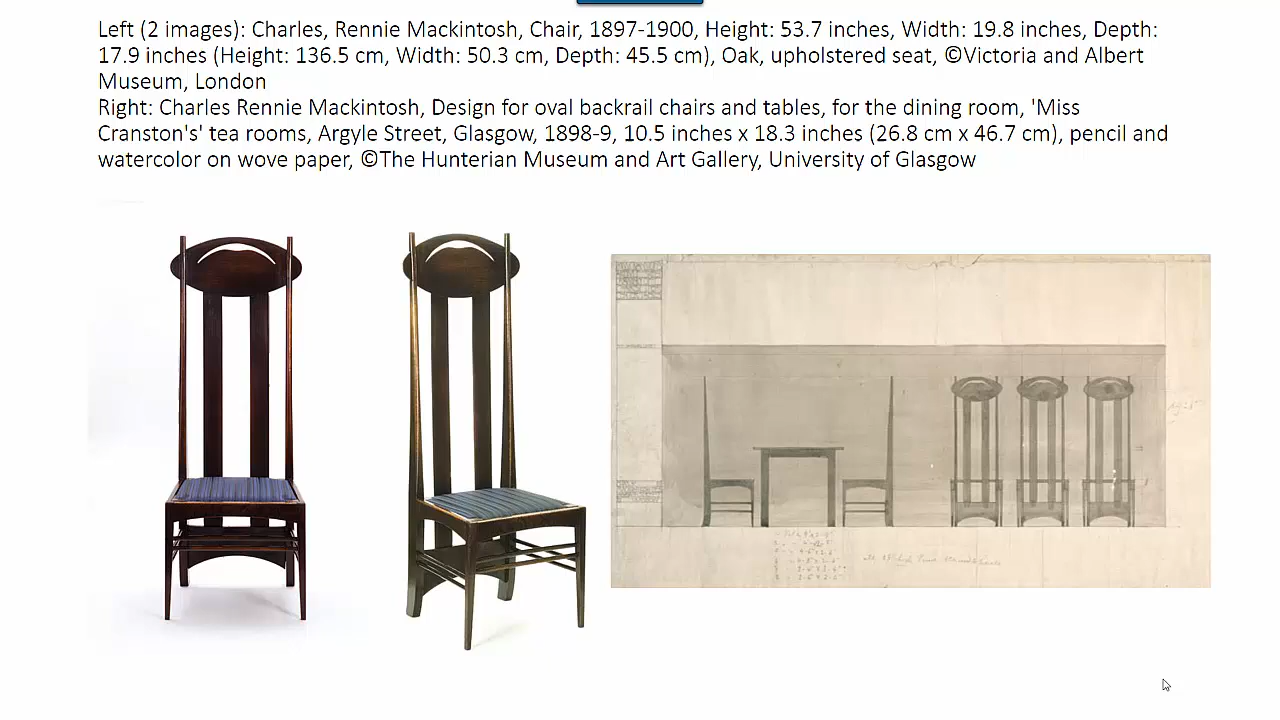 Left (2 images): Charles, Rennie Mackintosh, Chair, 1897-1900, Height: 53.7 inches, Width: 19.8 inches, Depth:
17.9 inches (Height: 136.5 cm, Width: 50.3 cm, Depth: 45.5 cm), Oak, upholstered seat, ©Victoria and Albert
Museum, London
Right: Charles Rennie Mackintosh, Design for oval backrail chairs and tables, for the dining room, 'Miss
Cranston's' tea rooms, Argyle Street, Glasgow, 1898-9, 10.5 inches x 18.3 inches (26.8 cm x 46.7 cm), pencil and
watercolor on wove paper, ©The Hunterian Museum and Art Gallery, University of Glasgow